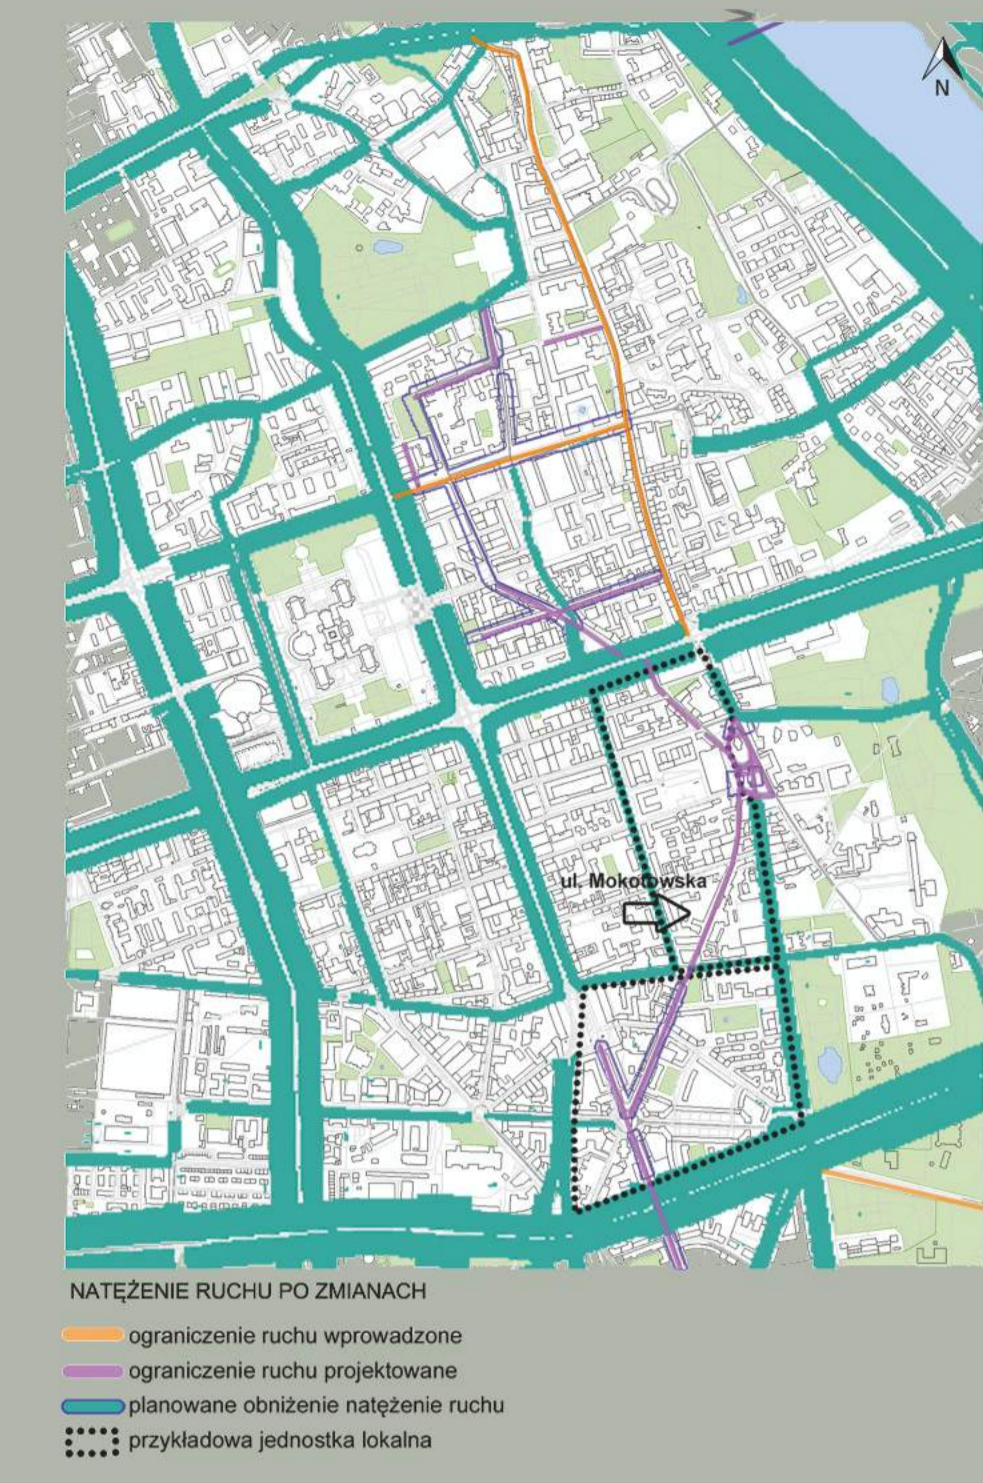 N
ul. Mokotowska
NATĘŻENIE RUCHU PO ZMIANACH
ograniczenie ruchu wprowadzone
ograniczenie ruchu projektowane
planowane obniżenie natężenie ruchu
przykładowa jednostka lokalna